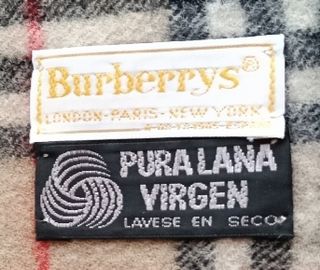 Burberrys®
LONDON-PARIS-NEW YORK
PURA LANA
VIRGEN
LAVESE EN SECO